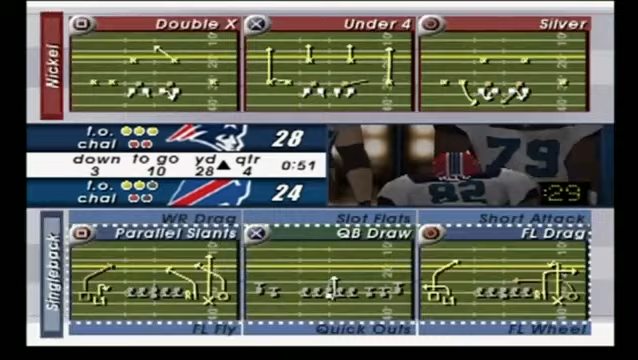 Double X Under 4 Silver
Nickel
t.o.
chal
28
down to go yd qtr 0:51
3 10 28 4
t.o.
chal
24
79
82
:29
WR Drag Slot Flats Short Attack
Parallel Slants QB Draw FL Drag
Singleback
FL Fly Quick Outs FL Wheel